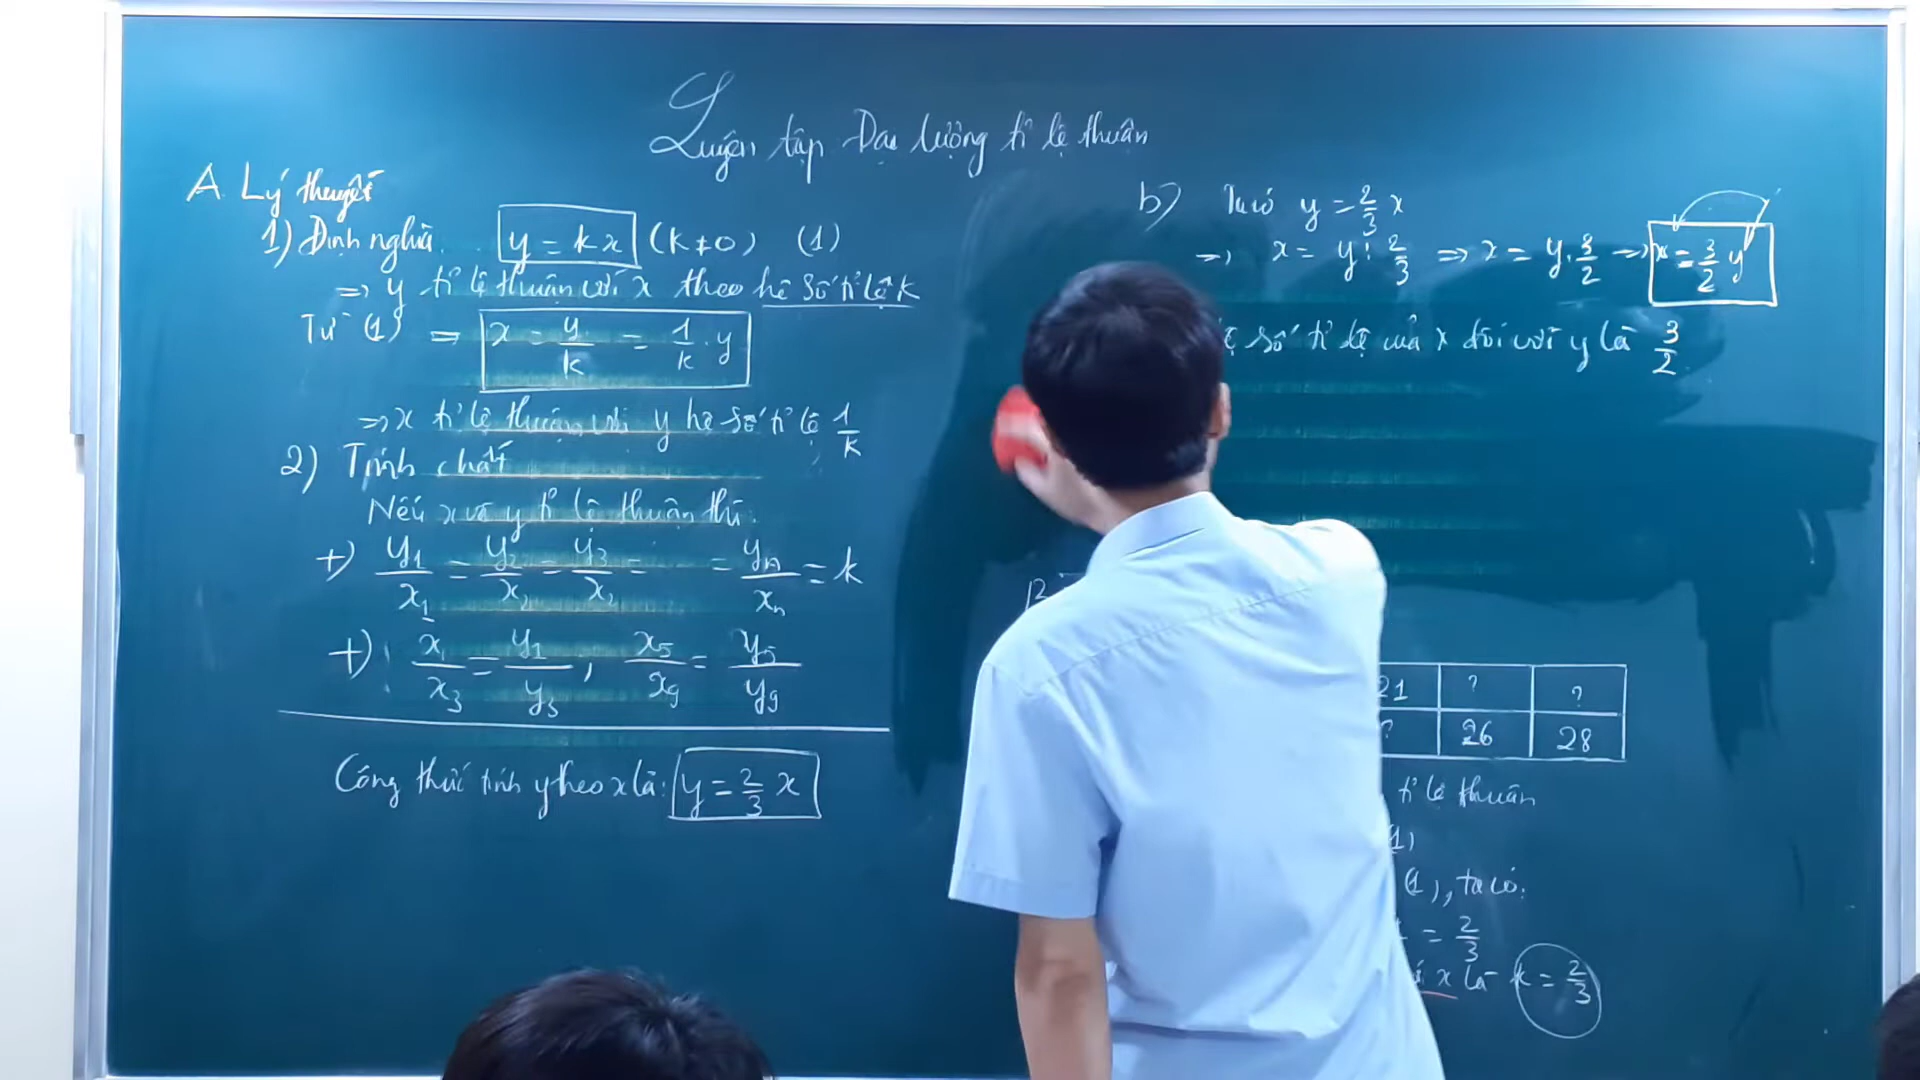 Luyện tập Đại lượng tỉ lệ thuận
A. Lý thuyết
1) Định nghĩa. y = kx (k ≠ 0) (1)
=> y tỉ lệ thuận với x theo hệ số tỉ lệ k
Từ (1) => x = y/k = 1/k . y
=> x tỉ lệ thuận với y hệ số tỉ lệ 1/k
2) Tính chất
Nếu x và y tỉ lệ thuận thì:
+) y₁/x₁ = y₂/x₂ = y₃/x₃ = = yₙ/xₙ = k
+) x₁/x₃ = y₁/y₃ ; x₅/x₉ = y₅/y₉
Công thức tính y theo x là: y = 2/3 x
b) Ta có y = 2/3 x
=> x = y : 2/3 => x = y . 3/2 => x = 3/2 y
số tỉ lệ của x đối với y là 3/2.
21 ? ?
? 26 28
tỉ lệ thuận
(1)
(1), ta có:
= 2/3
x là k = 2/3